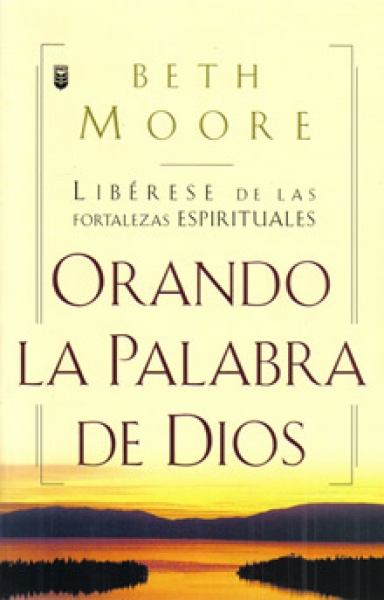 BETH
MOORE
LIBÉRESE DE LAS
FORTALEZAS ESPIRITUALES
ORANDO
LA PALABRA
DE DIOS